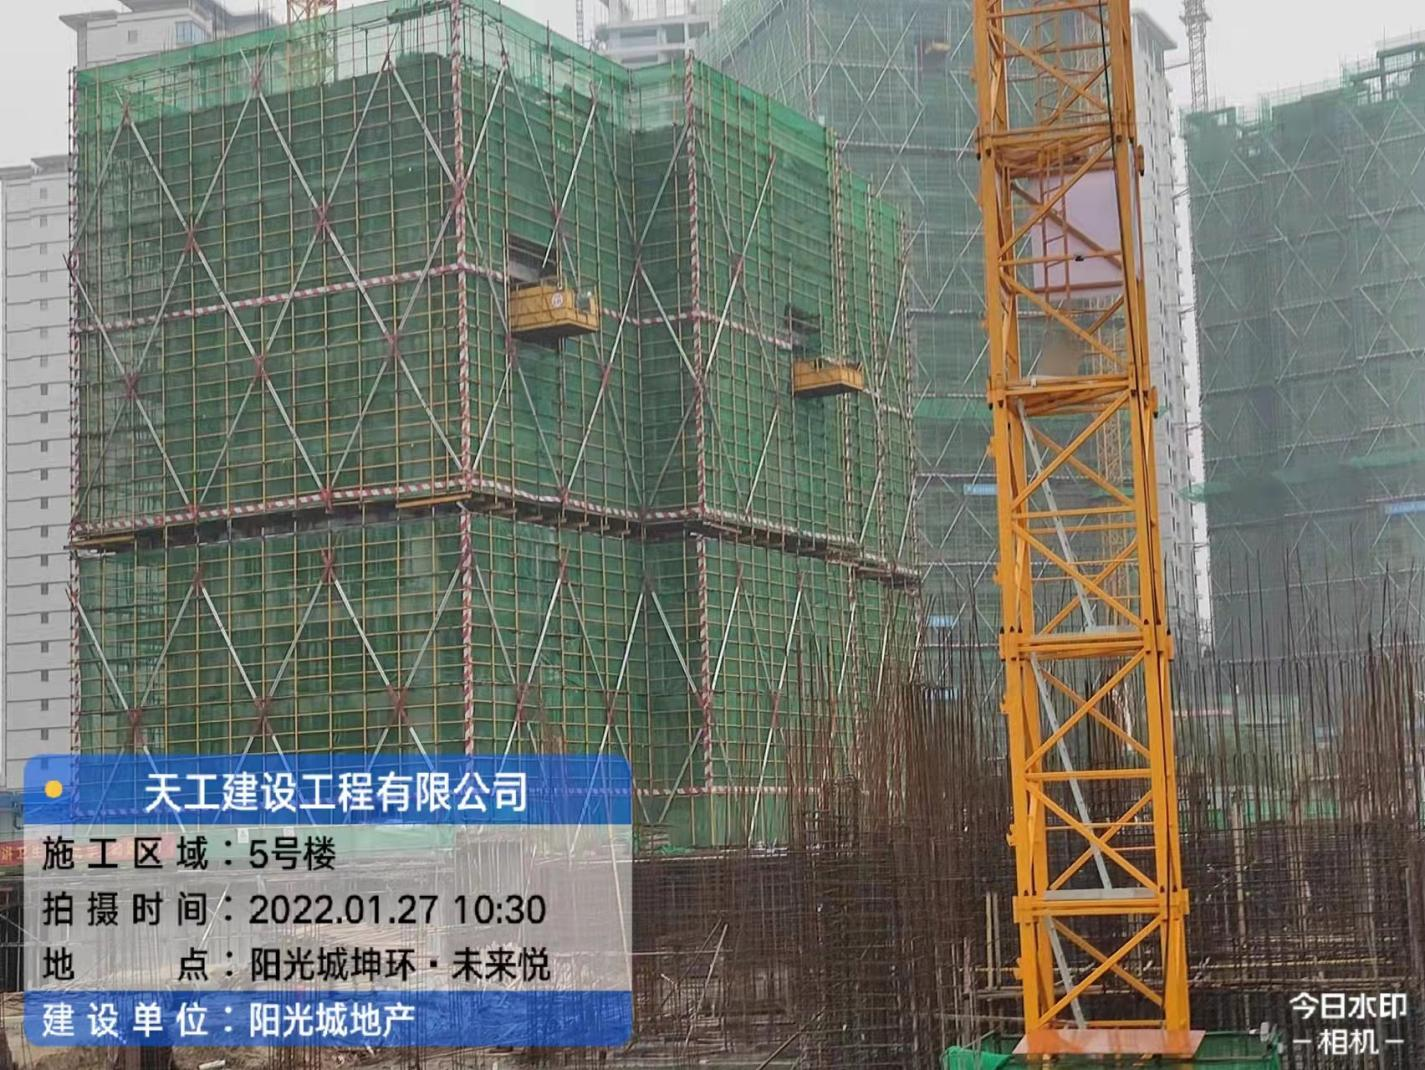 天工建设工程有限公司
施工区域：5号楼
拍摄时间：2022.01.27 10:30
地点：阳光城坤环·未来悦
建设单位：阳光城地产
今日水印
相机